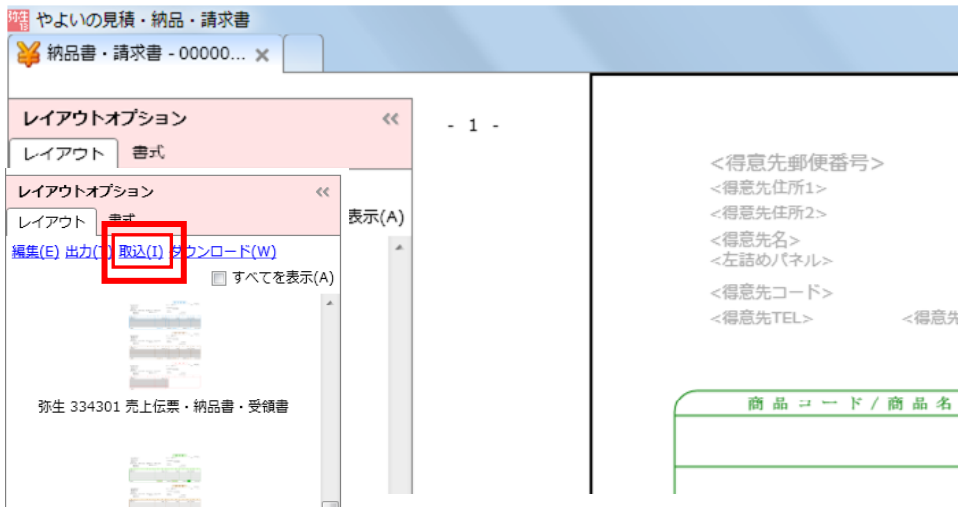 弥生13 やよいの見積・納品・請求書
納品書・請求書 - 00000...
レイアウトオプション
レイアウト 書式
表示(A)
レイアウトオプション
レイアウト
編集(E) 出力(T) 取込(I) ダウンロード(W)
すべてを表示(A)
弥生 334301 売上伝票・納品書・受領書
- 1 -
<得意先郵便番号>
<得意先住所1>
<得意先住所2>
<得意先名>
<左詰めパネル>
<得意先コード>
<得意先TEL> <得意先
商品コード/商品名